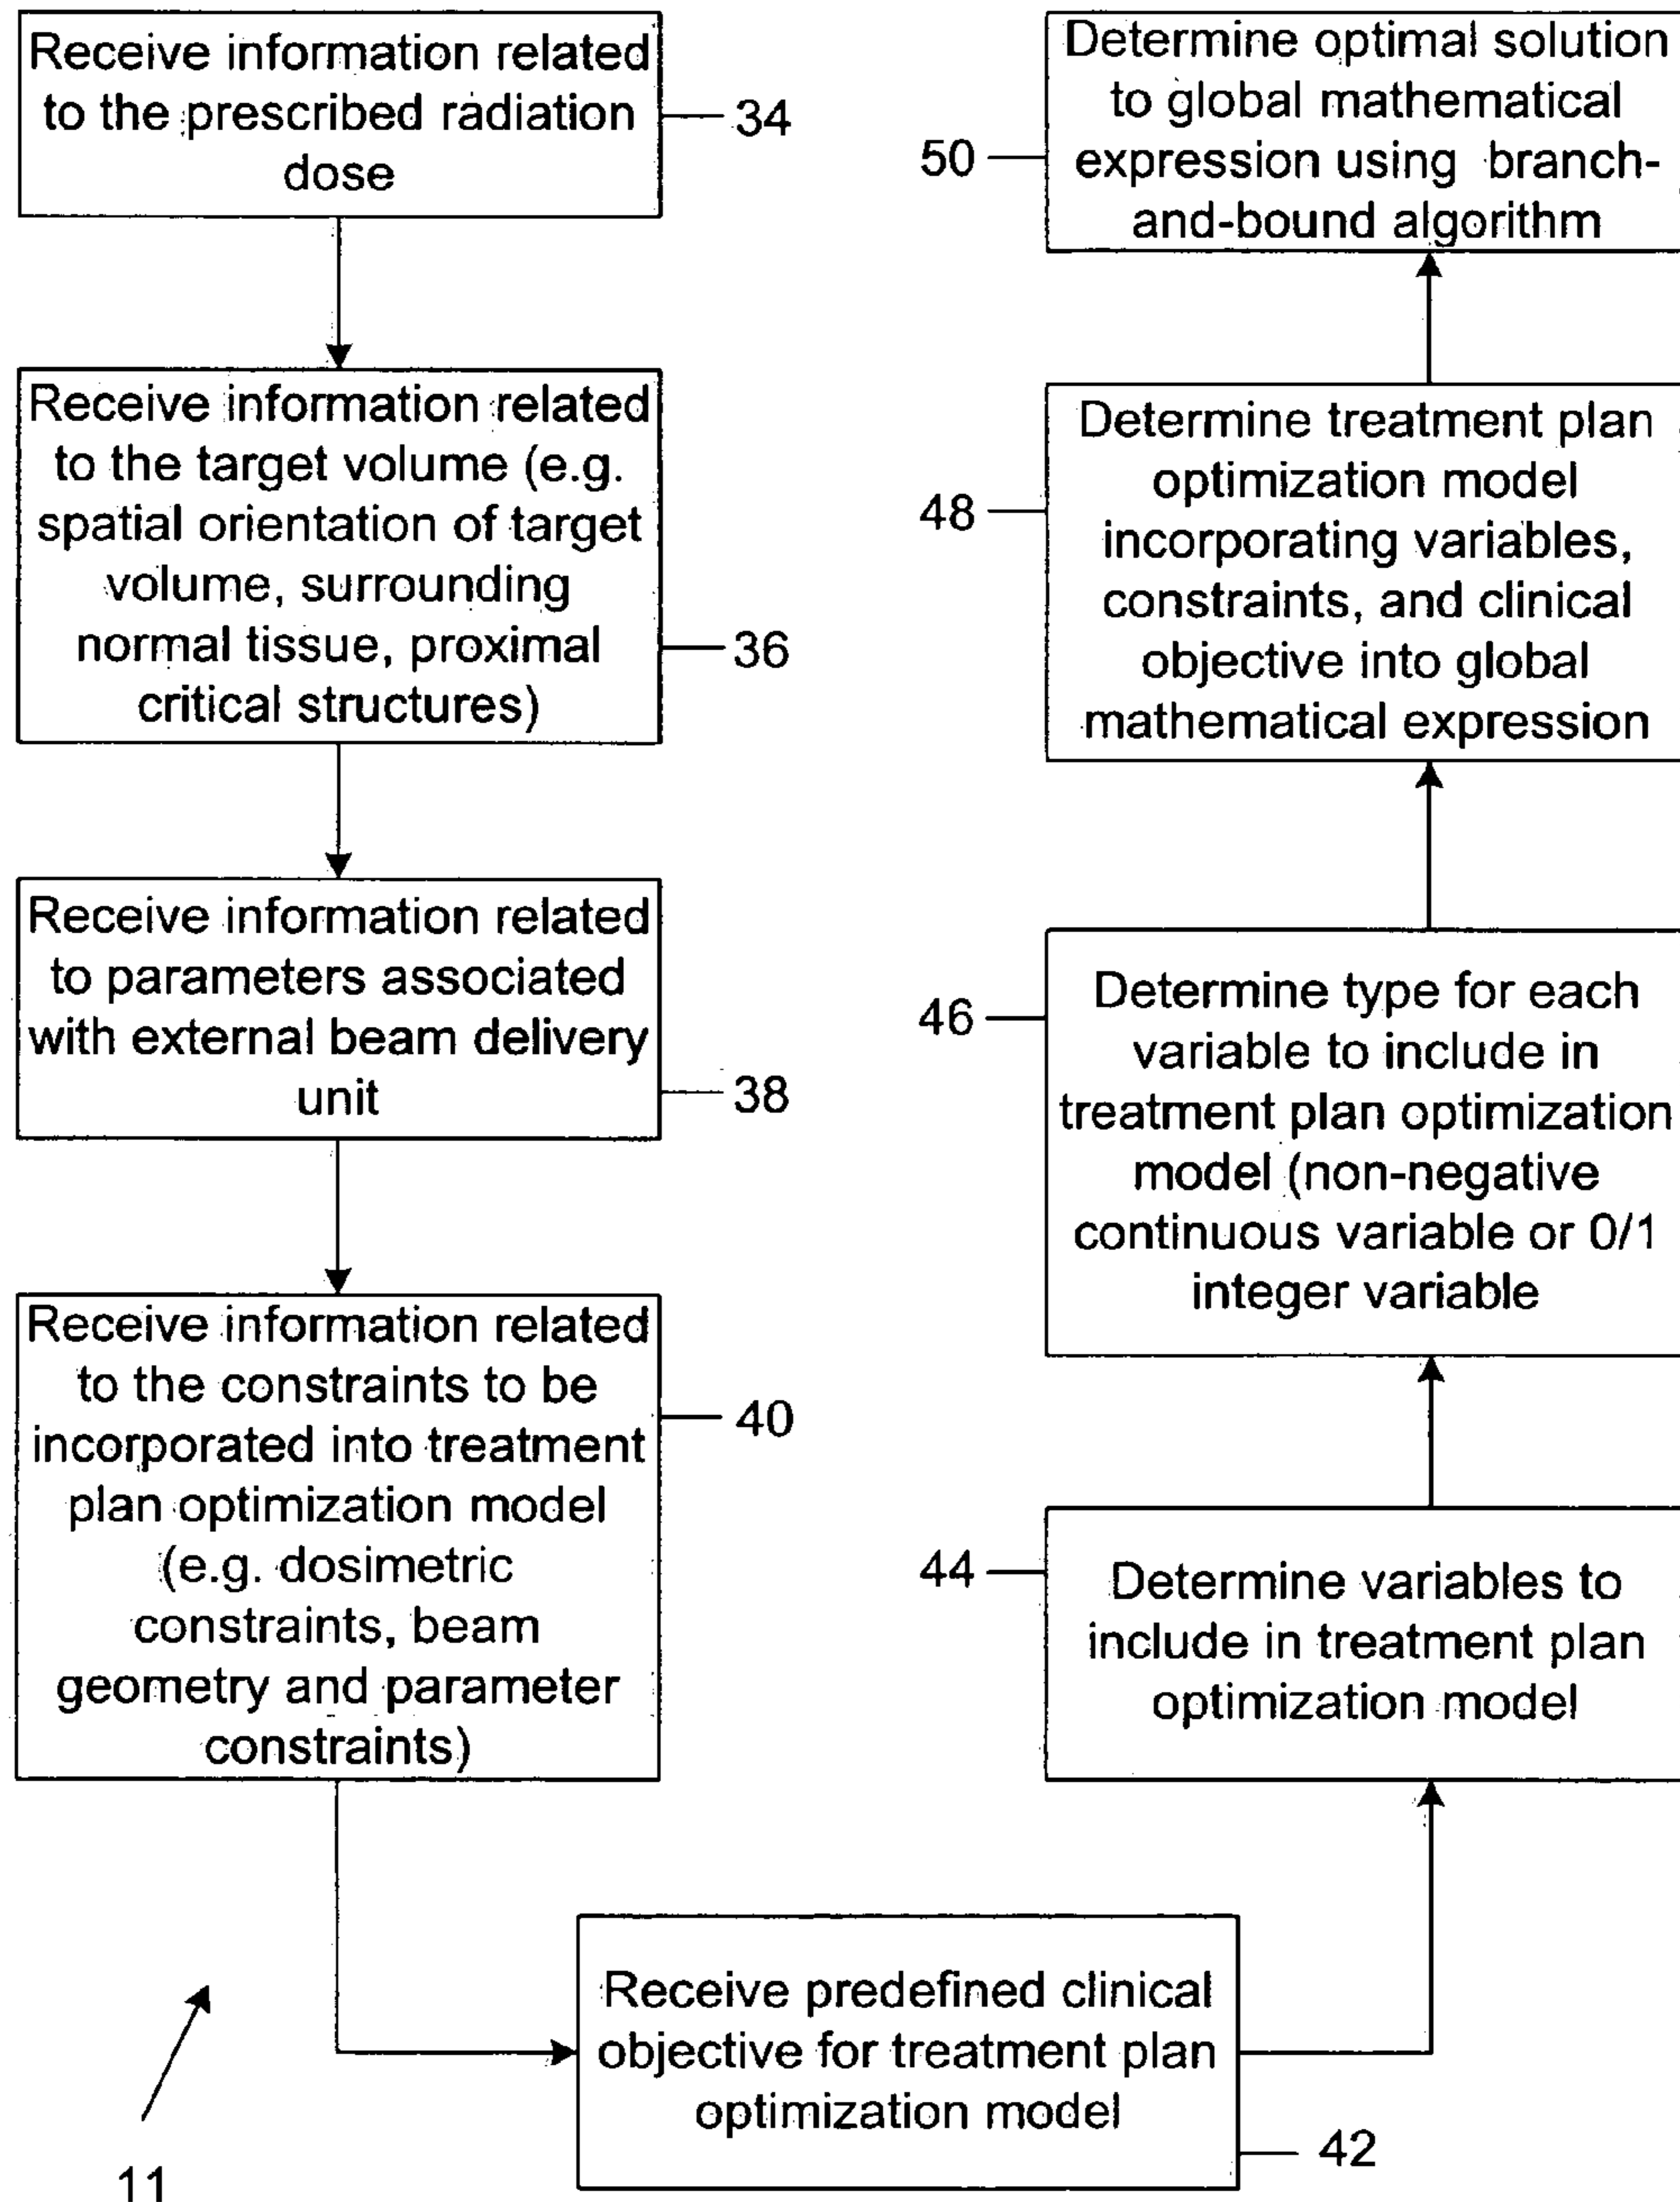 Receive information related
to the prescribed radiation
dose
34
Receive information related
to the target volume (e.g.
spatial orientation of target
volume, surrounding
normal tissue, proximal
critical structures)
36
Receive information related
to parameters associated
with external beam delivery
unit
38
Receive information related
to the constraints to be
incorporated into treatment
plan optimization model
(e.g. dosimetric
constraints, beam
geometry and parameter
constraints)
40
Receive predefined clinical
objective for treatment plan
optimization model
42
Determine variables to
include in treatment plan
optimization model
44
Determine type for each
variable to include in
treatment plan optimization
model (non-negative
continuous variable or 0/1
integer variable
46
Determine treatment plan
optimization model
incorporating variables,
constraints, and clinical
objective into global
mathematical expression
48
Determine optimal solution
to global mathematical
expression using branch-
and-bound algorithm
50
11